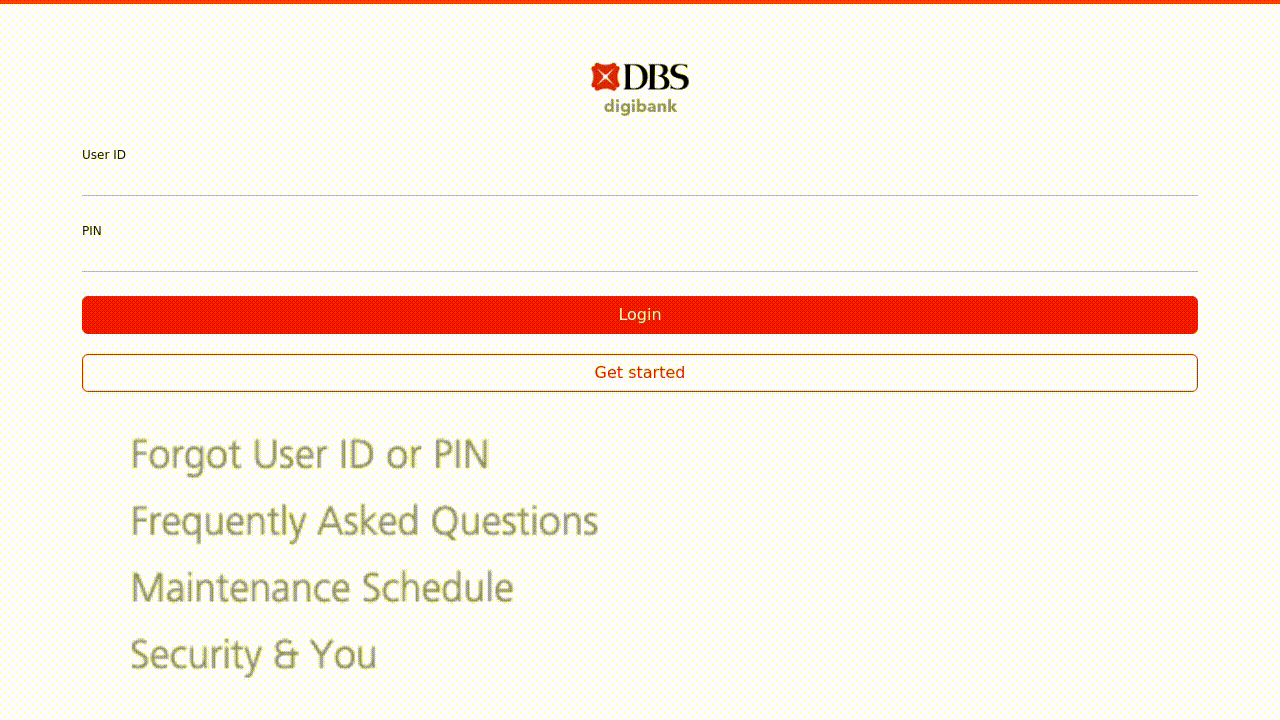 DBS
digibank
User ID
PIN
Login
Get started
Forgot User ID or PIN
Frequently Asked Questions
Maintenance Schedule
Security & You